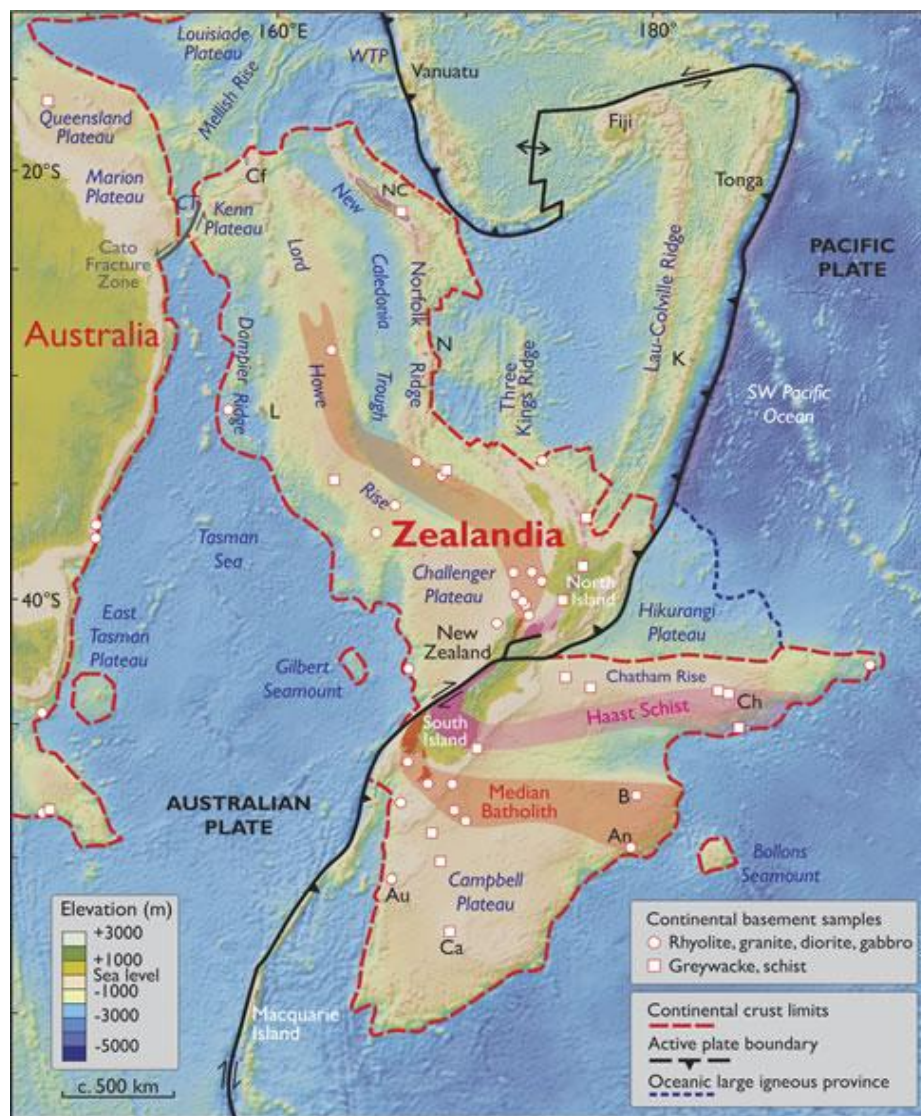 Louisiade
Plateau
160°E
180°
WTP
Vanuatu
Mellish Rise
Queensland
Plateau
Fiji
20°S
Marion
Plateau
Cf
NC
Tonga
CT
Kenn
Plateau
New
Caledonia
Trough
Cato
Fracture
Zone
Lord
Howe
Rise
Norfolk
Ridge
Lau-Colville Ridge
PACIFIC
PLATE
Australia
Dampier Ridge
N
Three
Kings Ridge
K
L
SW Pacific
Ocean
Zealandia
Tasman
Sea
Challenger
Plateau
North
Island
40°S
East
Tasman
Plateau
New
Zealand
Hikurangi
Plateau
Gilbert
Seamount
Chatham Rise
Ch
Haast Schist
South
Island
AUSTRALIAN
PLATE
Median
Batholith
B
An
Bollons
Seamount
Au
Campbell
Plateau
Ca
Macquarie
Island
Elevation (m)
+3000
+1000
Sea level
-1000
-3000
-5000
c. 500 km
Continental basement samples
Rhyolite, granite, diorite, gabbro
Greywacke, schist
Continental crust limits
Active plate boundary
Oceanic large igneous province